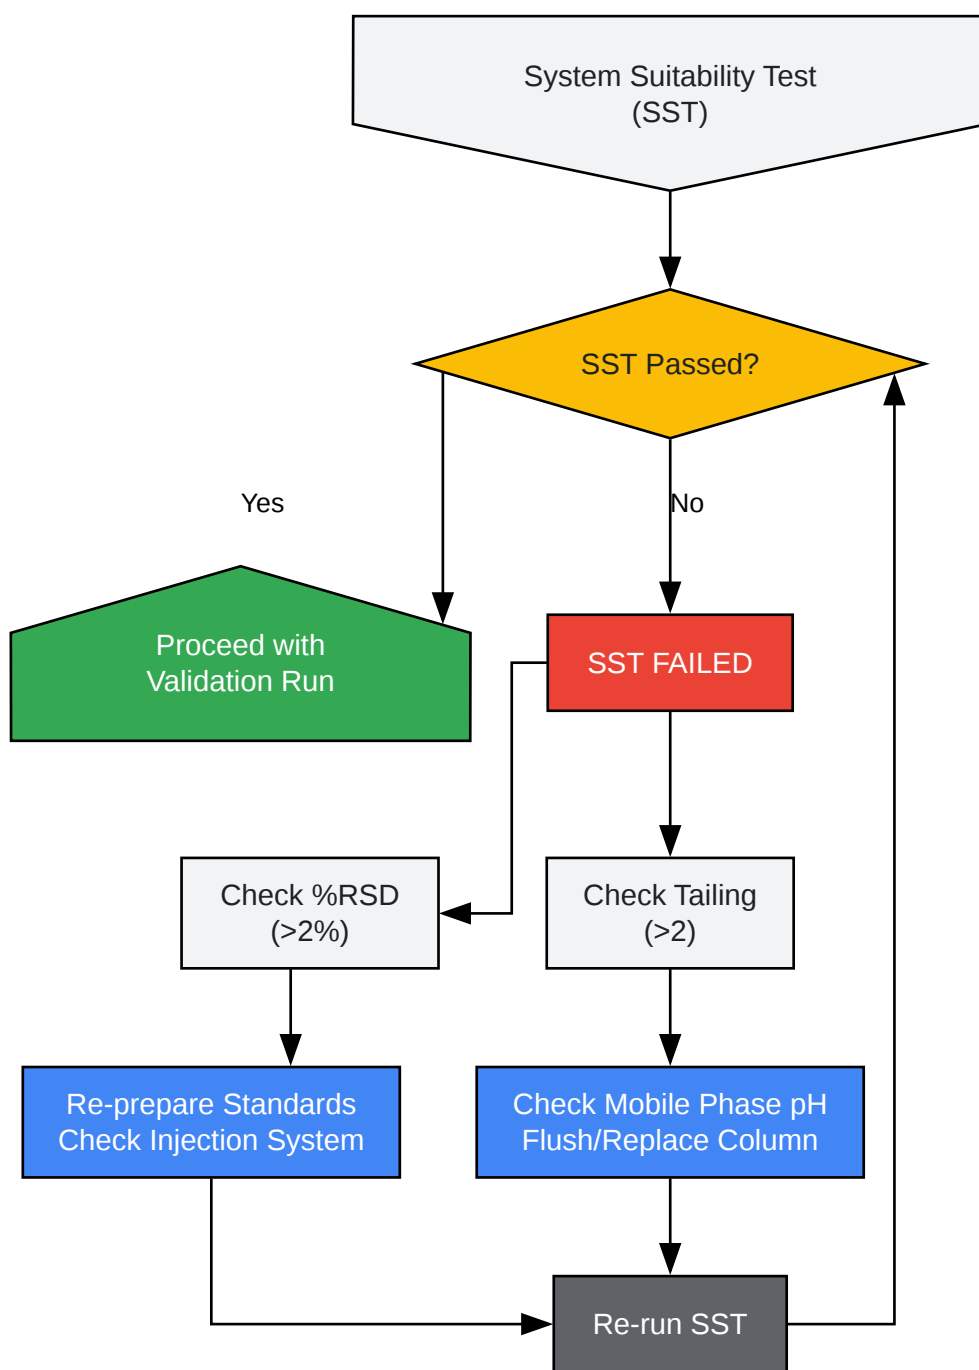 System Suitability Test
(SST)
SST Passed?
Yes
No
Proceed with
Validation Run
SST FAILED
Check %RSD
(>2%)
Check Tailing
(>2)
Re-prepare Standards
Check Injection System
Check Mobile Phase pH
Flush/Replace Column
Re-run SST